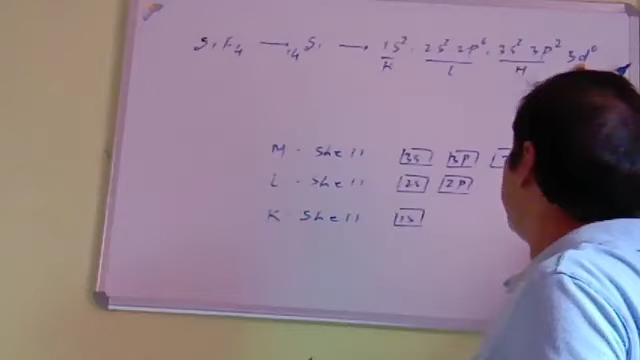 SiF₄ → ₁₄Si → 1s² · 2s² 2p⁶ · 3s² 3p² 3d⁰
K L M
M - Shell 3s 3p
L - Shell 2s 2p
K - Shell 1s